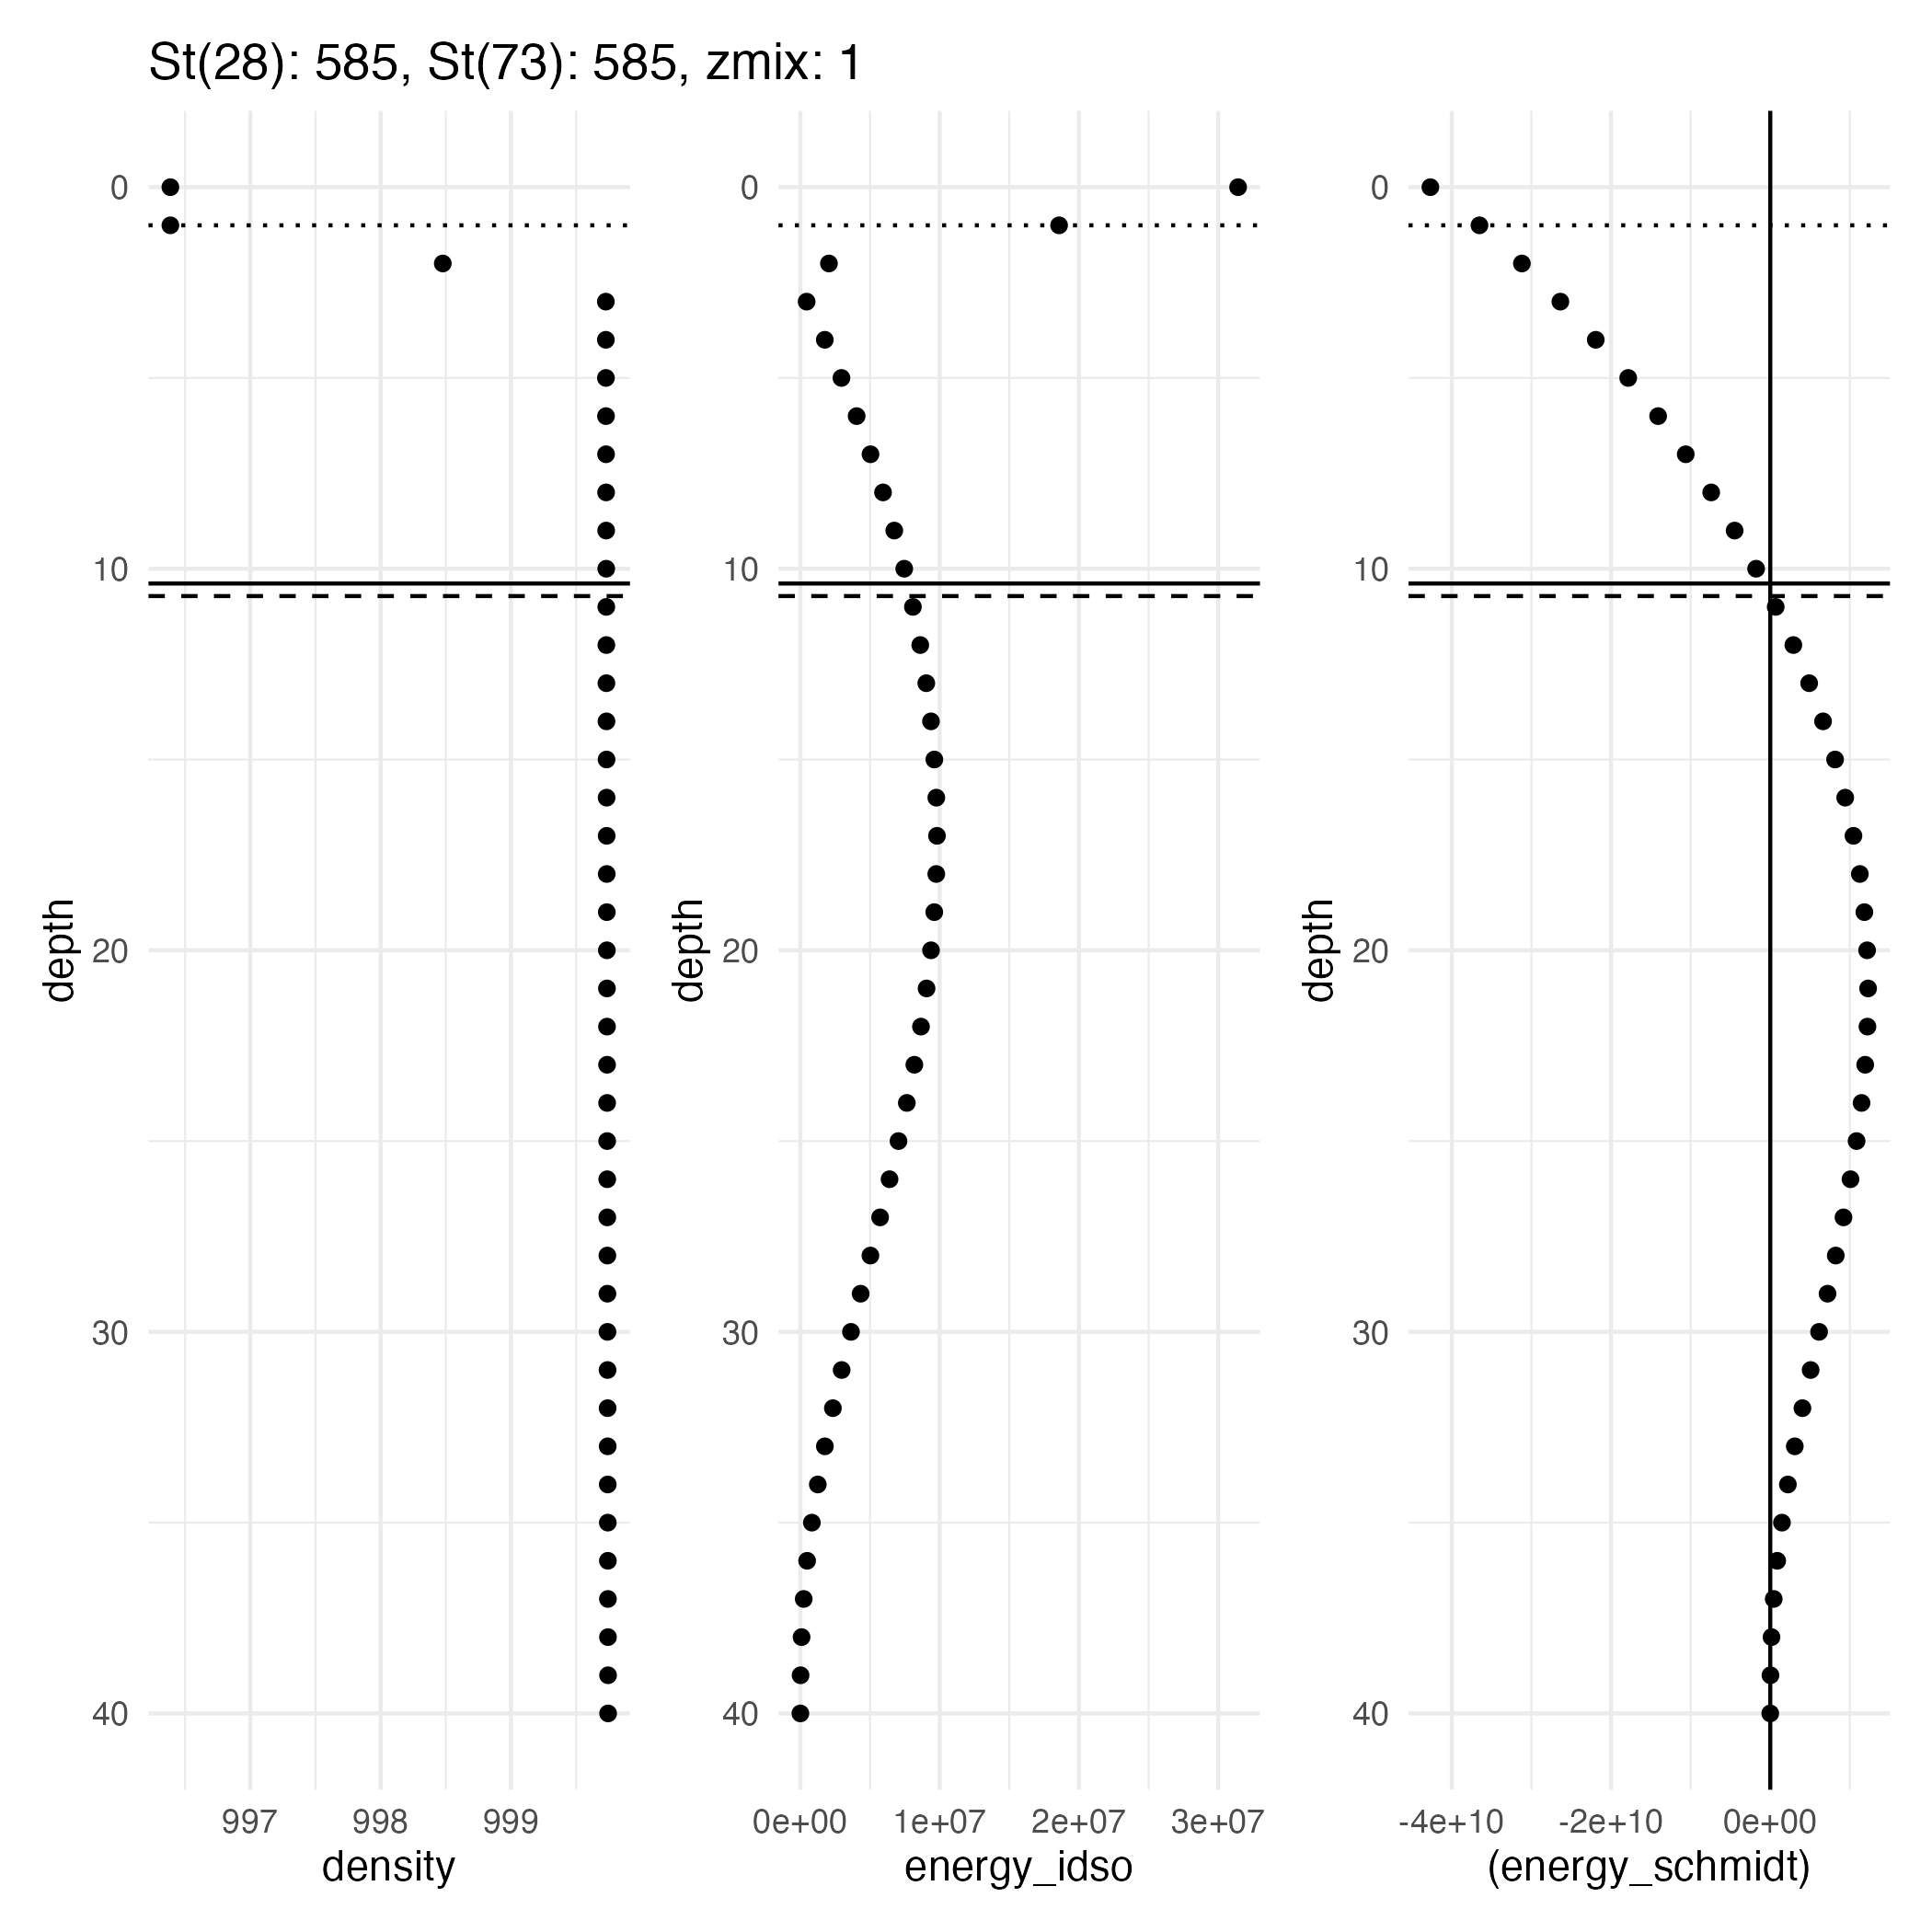 St(28): 585, St(73): 585, zmix: 1
0
10
20
30
40
depth
997 998 999
density
0
10
20
30
40
depth
0e+00 1e+07 2e+07 3e+07
energy_idso
0
10
20
30
40
depth
-4e+10 -2e+10 0e+00
(energy_schmidt)